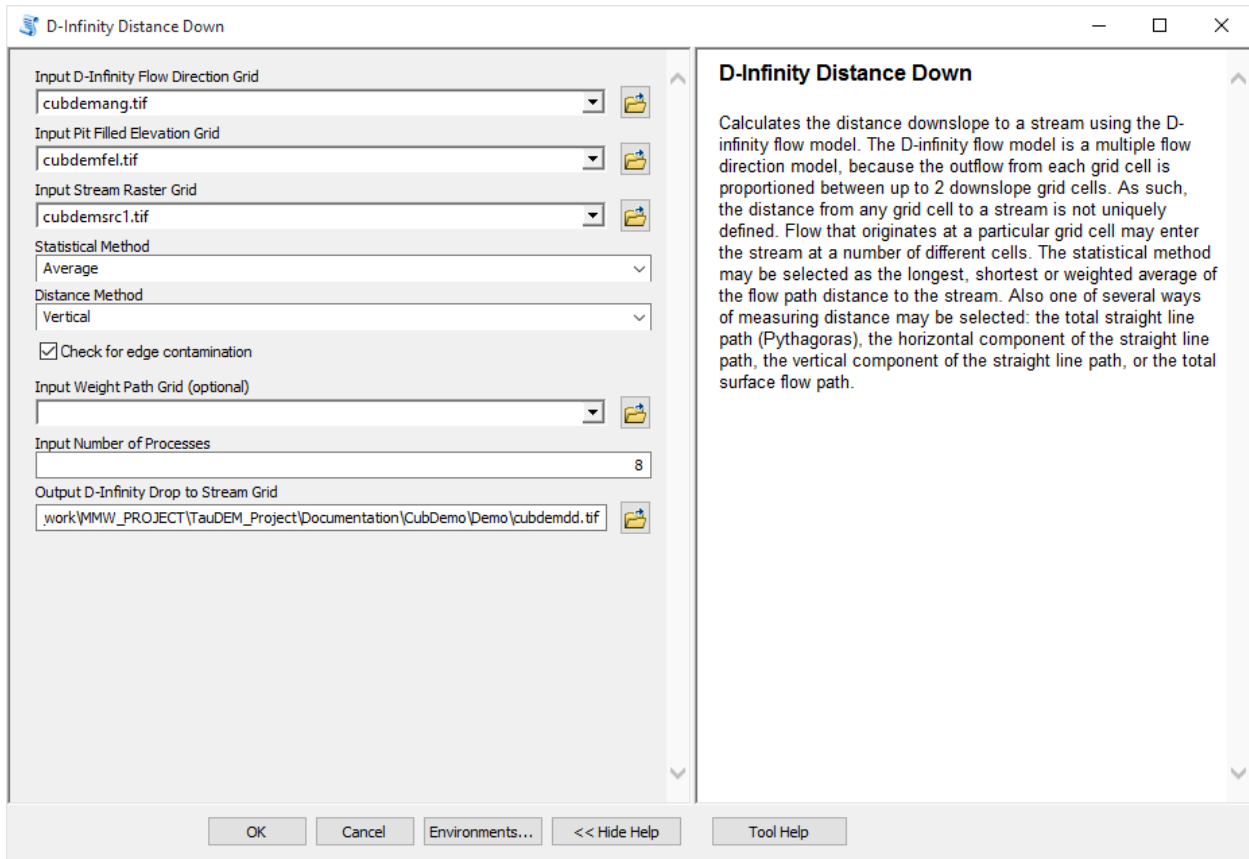 D-Infinity Distance Down
Input D-Infinity Flow Direction Grid
cubdemang.tif
Input Pit Filled Elevation Grid
cubdemfel.tif
Input Stream Raster Grid
cubdemsrc1.tif
Statistical Method
Average
Distance Method
Vertical
Check for edge contamination
Input Weight Path Grid (optional)
Input Number of Processes
8
Output D-Infinity Drop to Stream Grid
work\MMW_PROJECT\TauDEM_Project\Documentation\CubDemo\Demo\cubdemdd.tif
D-Infinity Distance Down
Calculates the distance downslope to a stream using the D-
infinity flow model. The D-infinity flow model is a multiple flow
direction model, because the outflow from each grid cell is
proportioned between up to 2 downslope grid cells. As such,
the distance from any grid cell to a stream is not uniquely
defined. Flow that originates at a particular grid cell may enter
the stream at a number of different cells. The statistical method
may be selected as the longest, shortest or weighted average of
the flow path distance to the stream. Also one of several ways
of measuring distance may be selected: the total straight line
path (Pythagoras), the horizontal component of the straight line
path, the vertical component of the straight line path, or the total
surface flow path.
OK
Cancel
Environments...
<< Hide Help
Tool Help